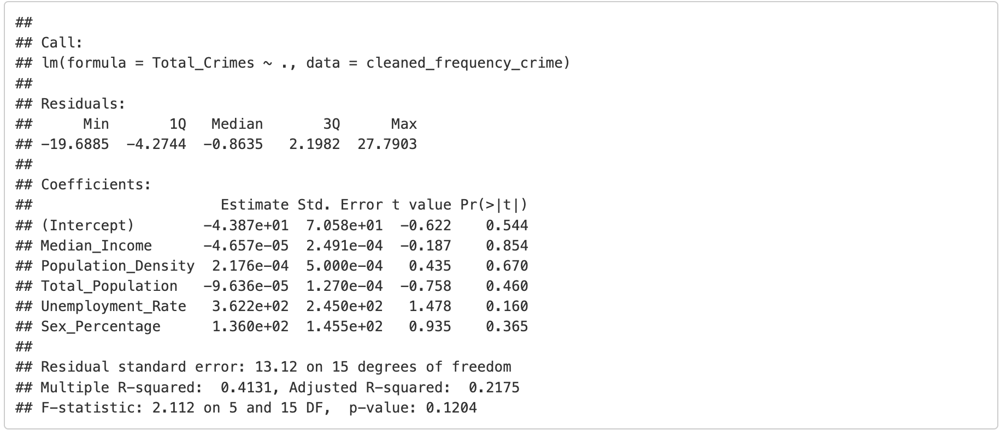 ##
## Call:
## lm(formula = Total_Crimes ~ ., data = cleaned_frequency_crime)
##
## Residuals:
##      Min       1Q   Median       3Q      Max
## -19.6885  -4.2744  -0.8635   2.1982  27.7903
##
## Coefficients:
##                      Estimate Std. Error t value Pr(>|t|)
## (Intercept)        -4.387e+01  7.058e+01  -0.622    0.544
## Median_Income      -4.657e-05  2.491e-04  -0.187    0.854
## Population_Density  2.176e-04  5.000e-04   0.435    0.670
## Total_Population   -9.636e-05  1.270e-04  -0.758    0.460
## Unemployment_Rate   3.622e+02  2.450e+02   1.478    0.160
## Sex_Percentage      1.360e+02  1.455e+02   0.935    0.365
##
## Residual standard error: 13.12 on 15 degrees of freedom
## Multiple R-squared:  0.4131, Adjusted R-squared:  0.2175
## F-statistic: 2.112 on 5 and 15 DF,  p-value: 0.1204